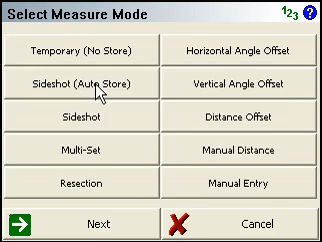 Select Measure Mode 123 ?
Temporary (No Store) Horizontal Angle Offset
Sideshot (Auto Store) Vertical Angle Offset
Sideshot Distance Offset
Multi-Set Manual Distance
Resection Manual Entry
Next Cancel